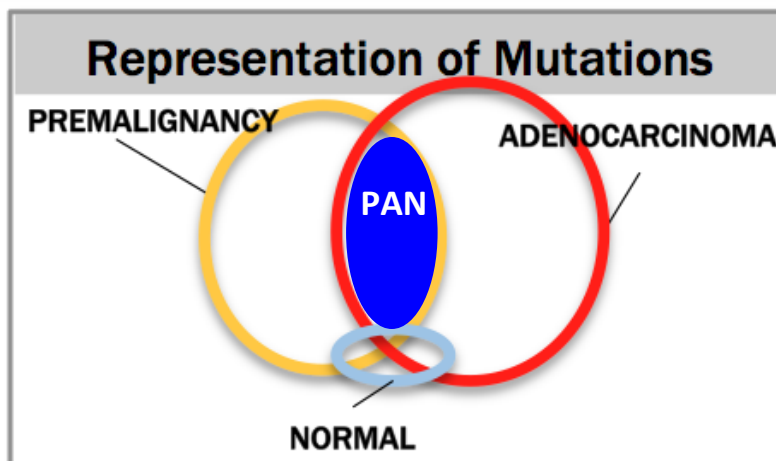 Representation of Mutations
PREMALIGNANCY
ADENOCARCINOMA
PAN
NORMAL